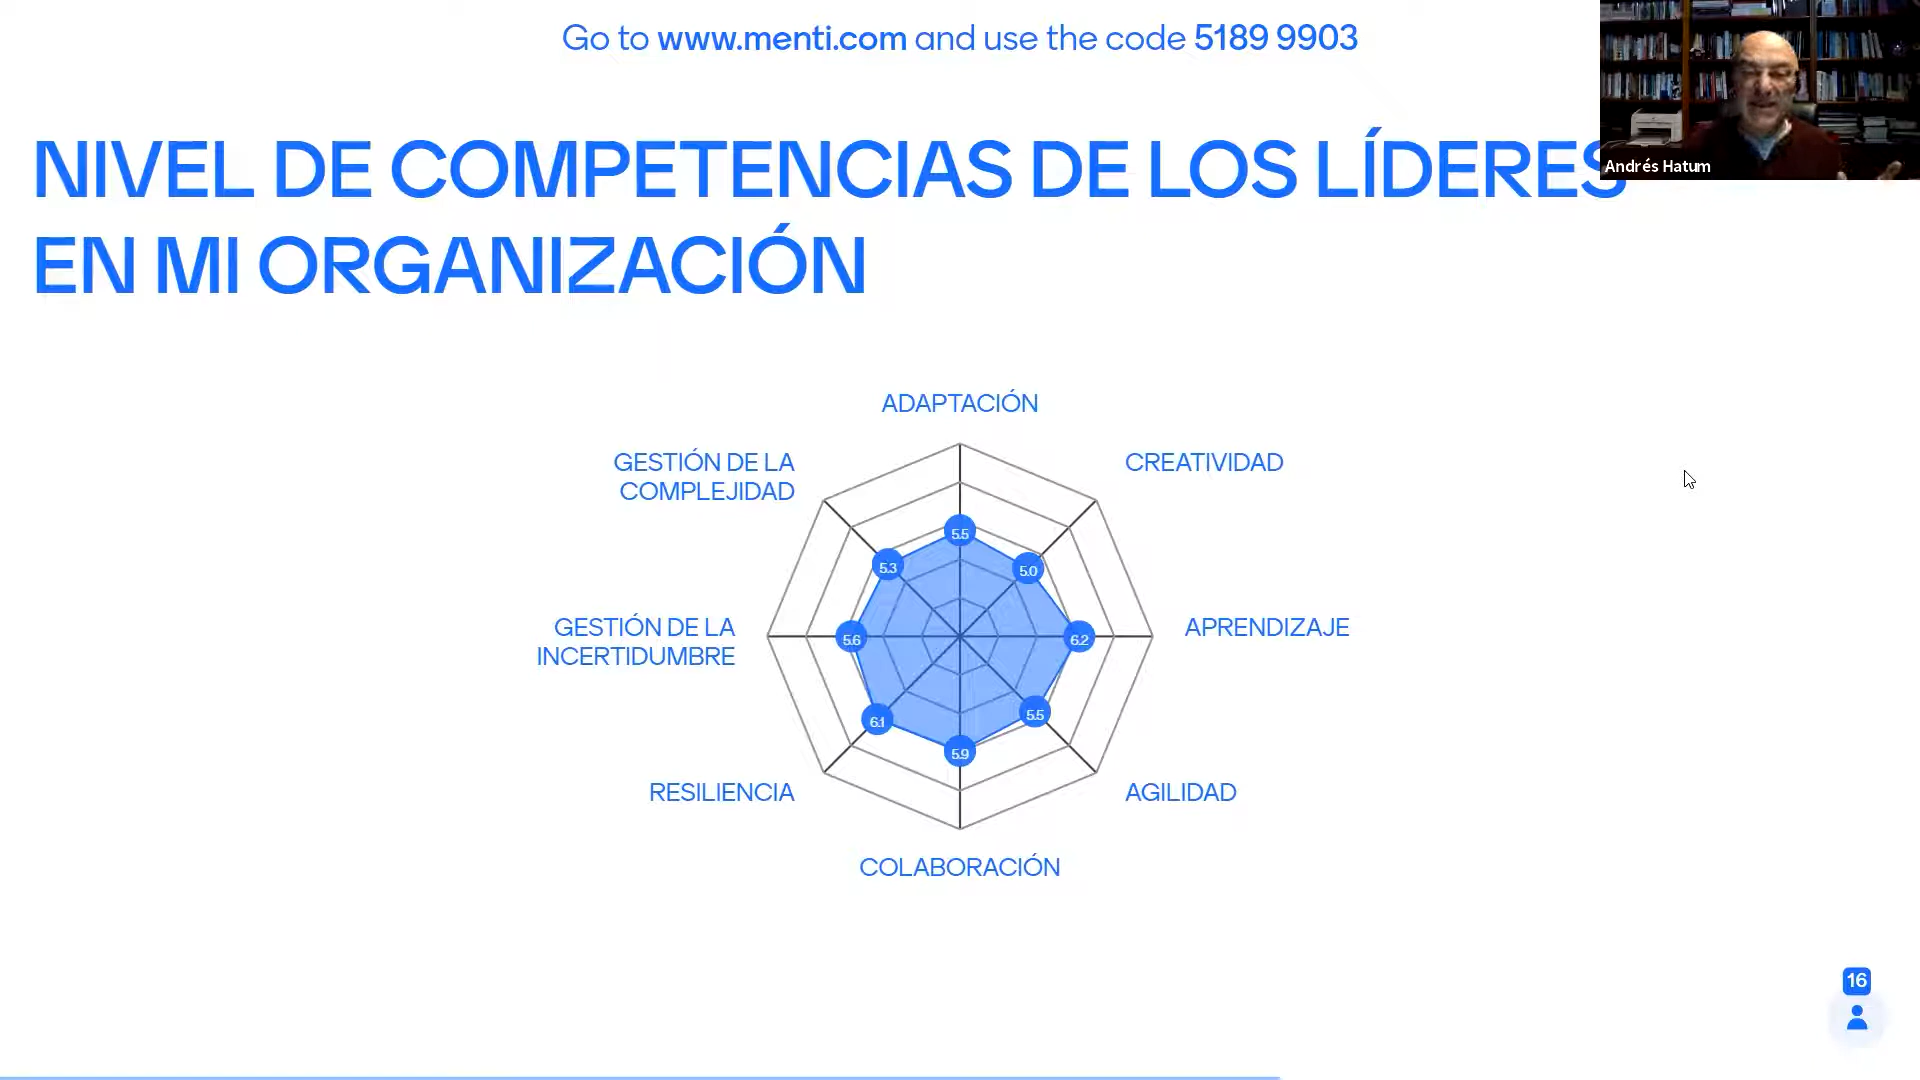 Go to www.menti.com and use the code 5189 9903
NIVEL DE COMPETENCIAS DE LOS LÍDERES
EN MI ORGANIZACIÓN
Andrés Hatum
ADAPTACIÓN
GESTIÓN DE LA
COMPLEJIDAD
CREATIVIDAD
5.5
5.3
5.0
GESTIÓN DE LA
INCERTIDUMBRE
5.6
6.2
APRENDIZAJE
6.1
5.5
5.9
RESILIENCIA
AGILIDAD
COLABORACIÓN
16